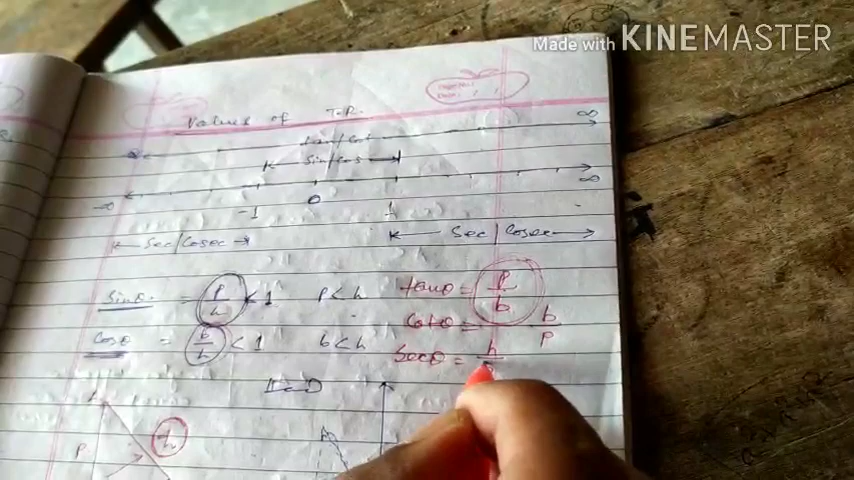 Made with KINEMASTER
Values of T.R.
∞
tan/cot
sin/cos
-∞ -1 0 1 ∞
Sec/Cosec Sec/Cosec
Sinθ = p/h < 1 p < h tanθ = p/b
Cosθ = b/h < 1 b < h Cotθ = b/p
Secθ = h
P